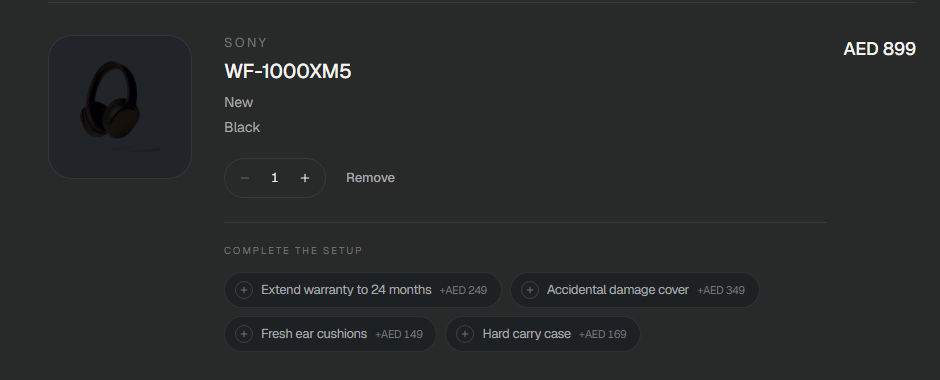 SONY
AED 899
WF-1000XM5
New
Black
− 1 + Remove
COMPLETE THE SETUP
+ Extend warranty to 24 months +AED 249
+ Accidental damage cover +AED 349
+ Fresh ear cushions +AED 149
+ Hard carry case +AED 169